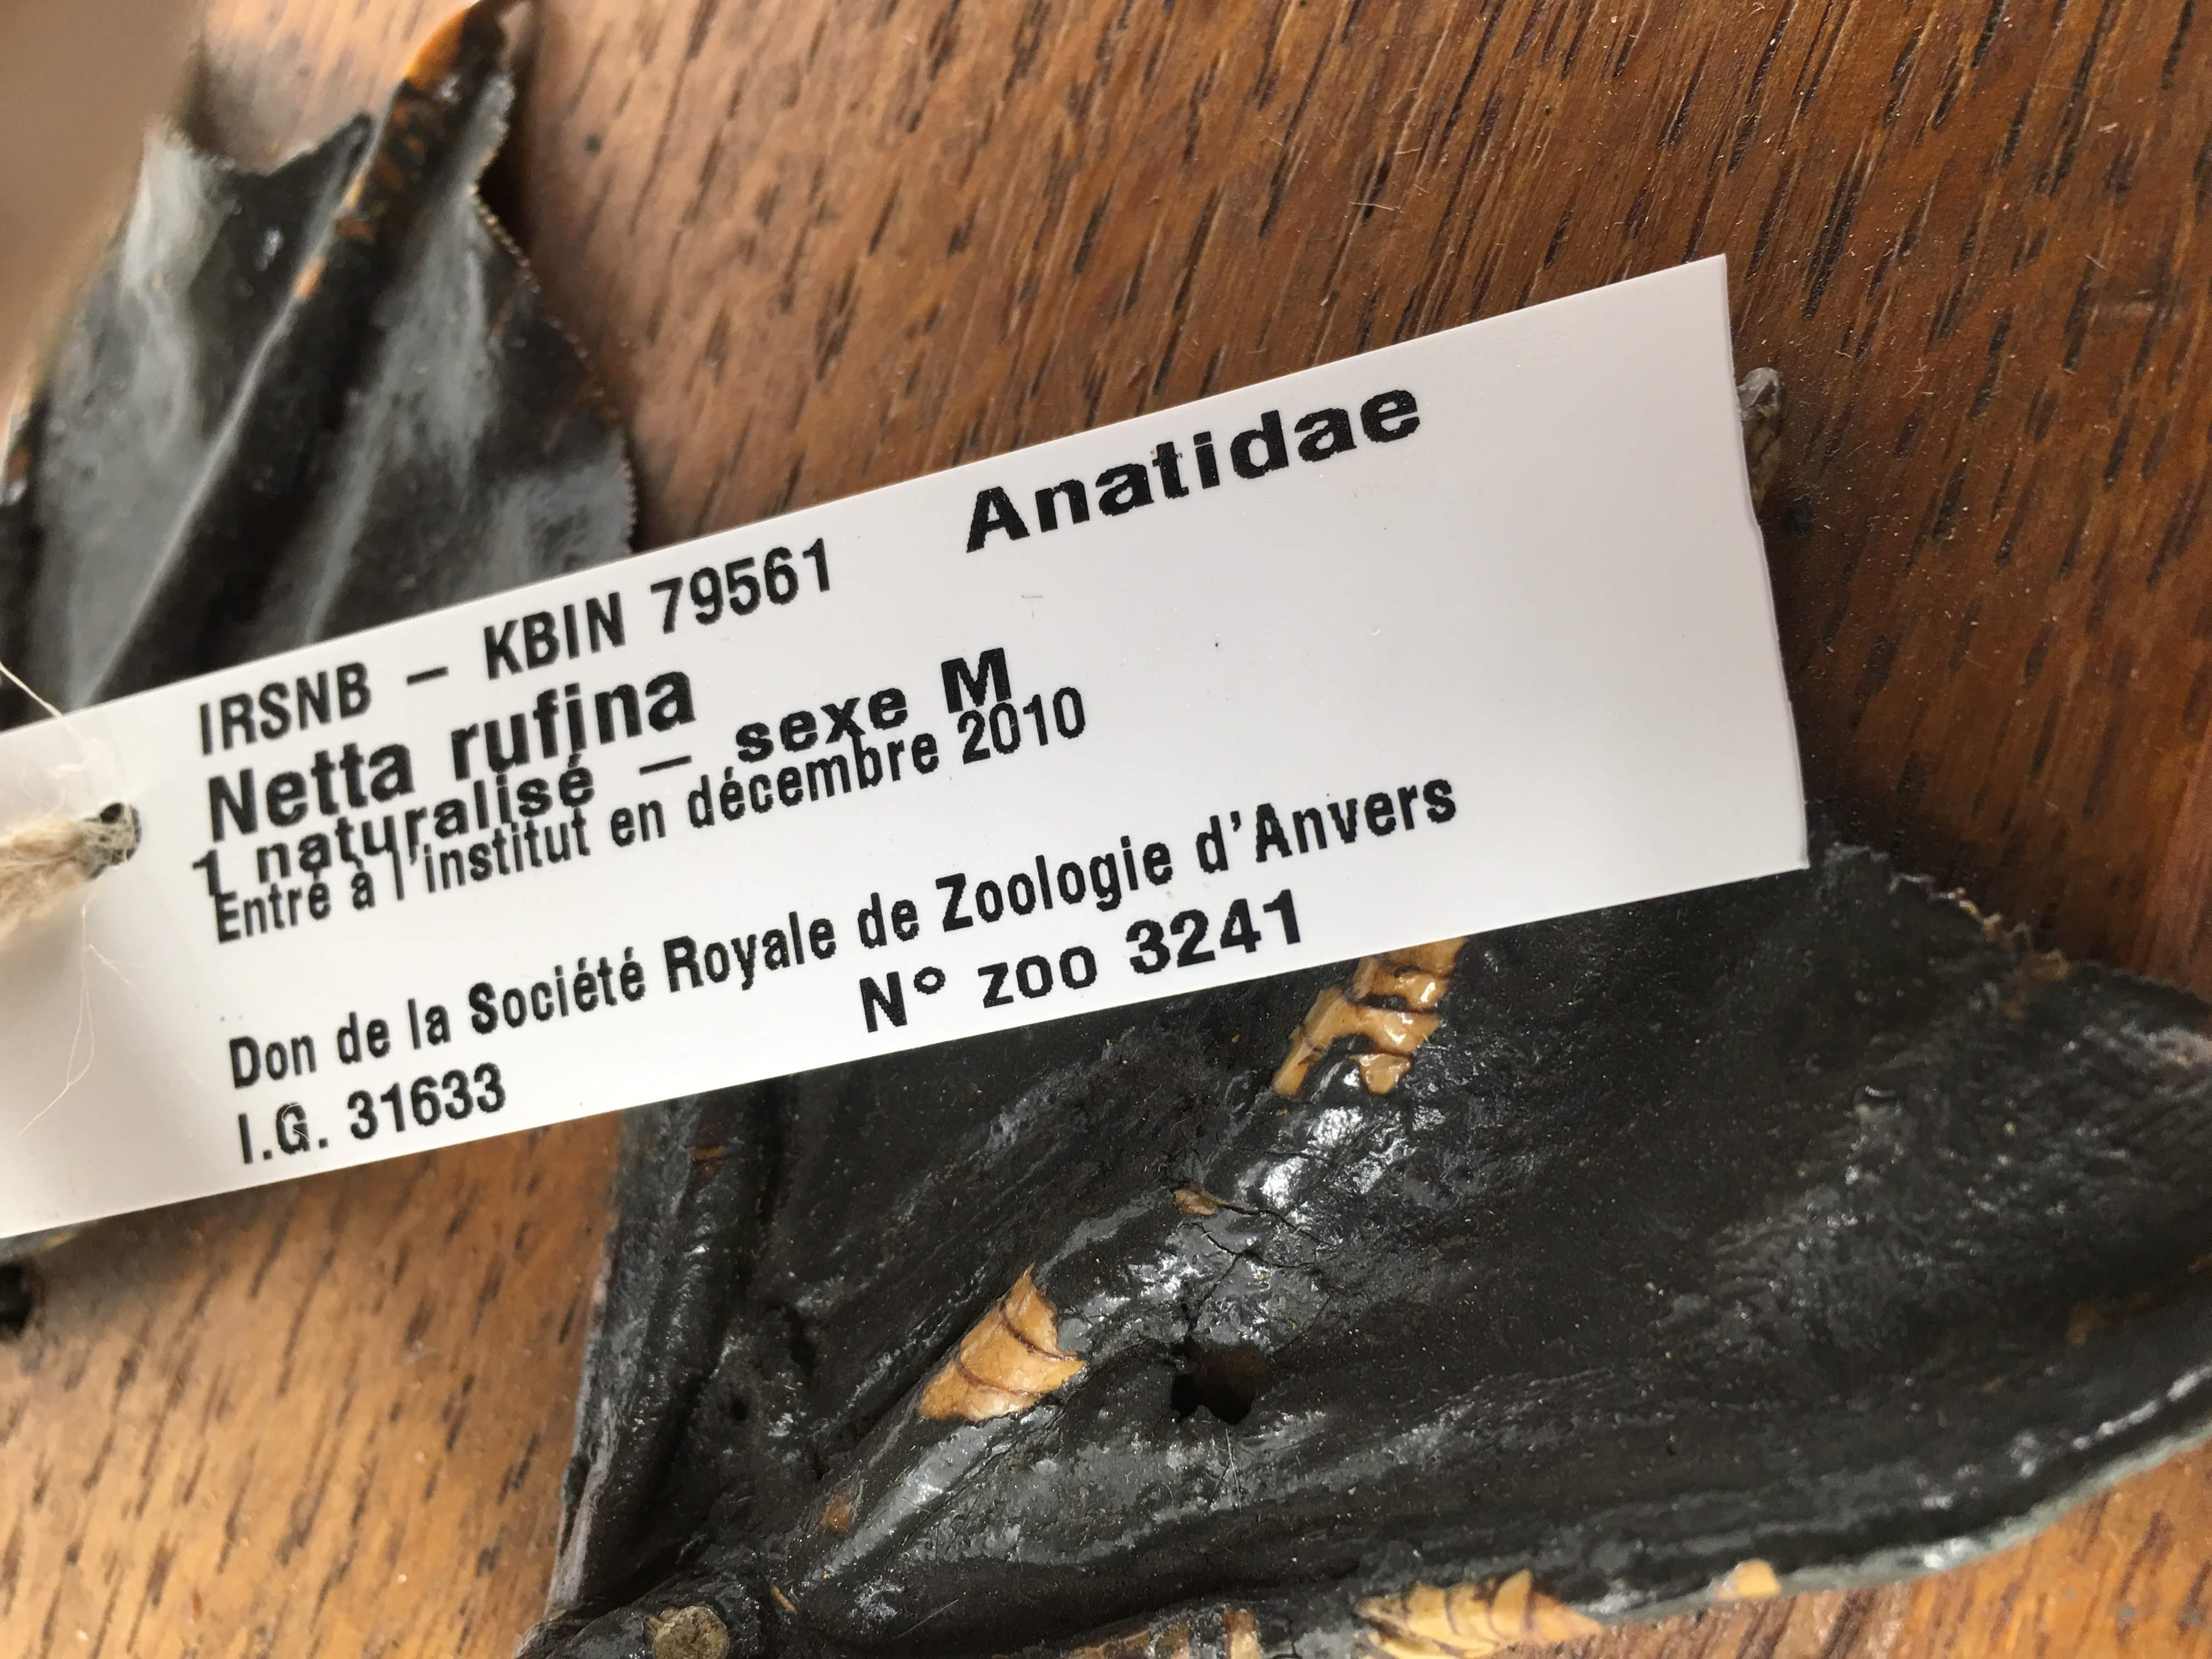 IRSNB – KBIN 79561 Anatidae
Netta rufina
1 naturalisé – sexe M
Entré à l'institut en décembre 2010
Don de la Société Royale de Zoologie d'Anvers
I.G. 31633 N° zoo 3241